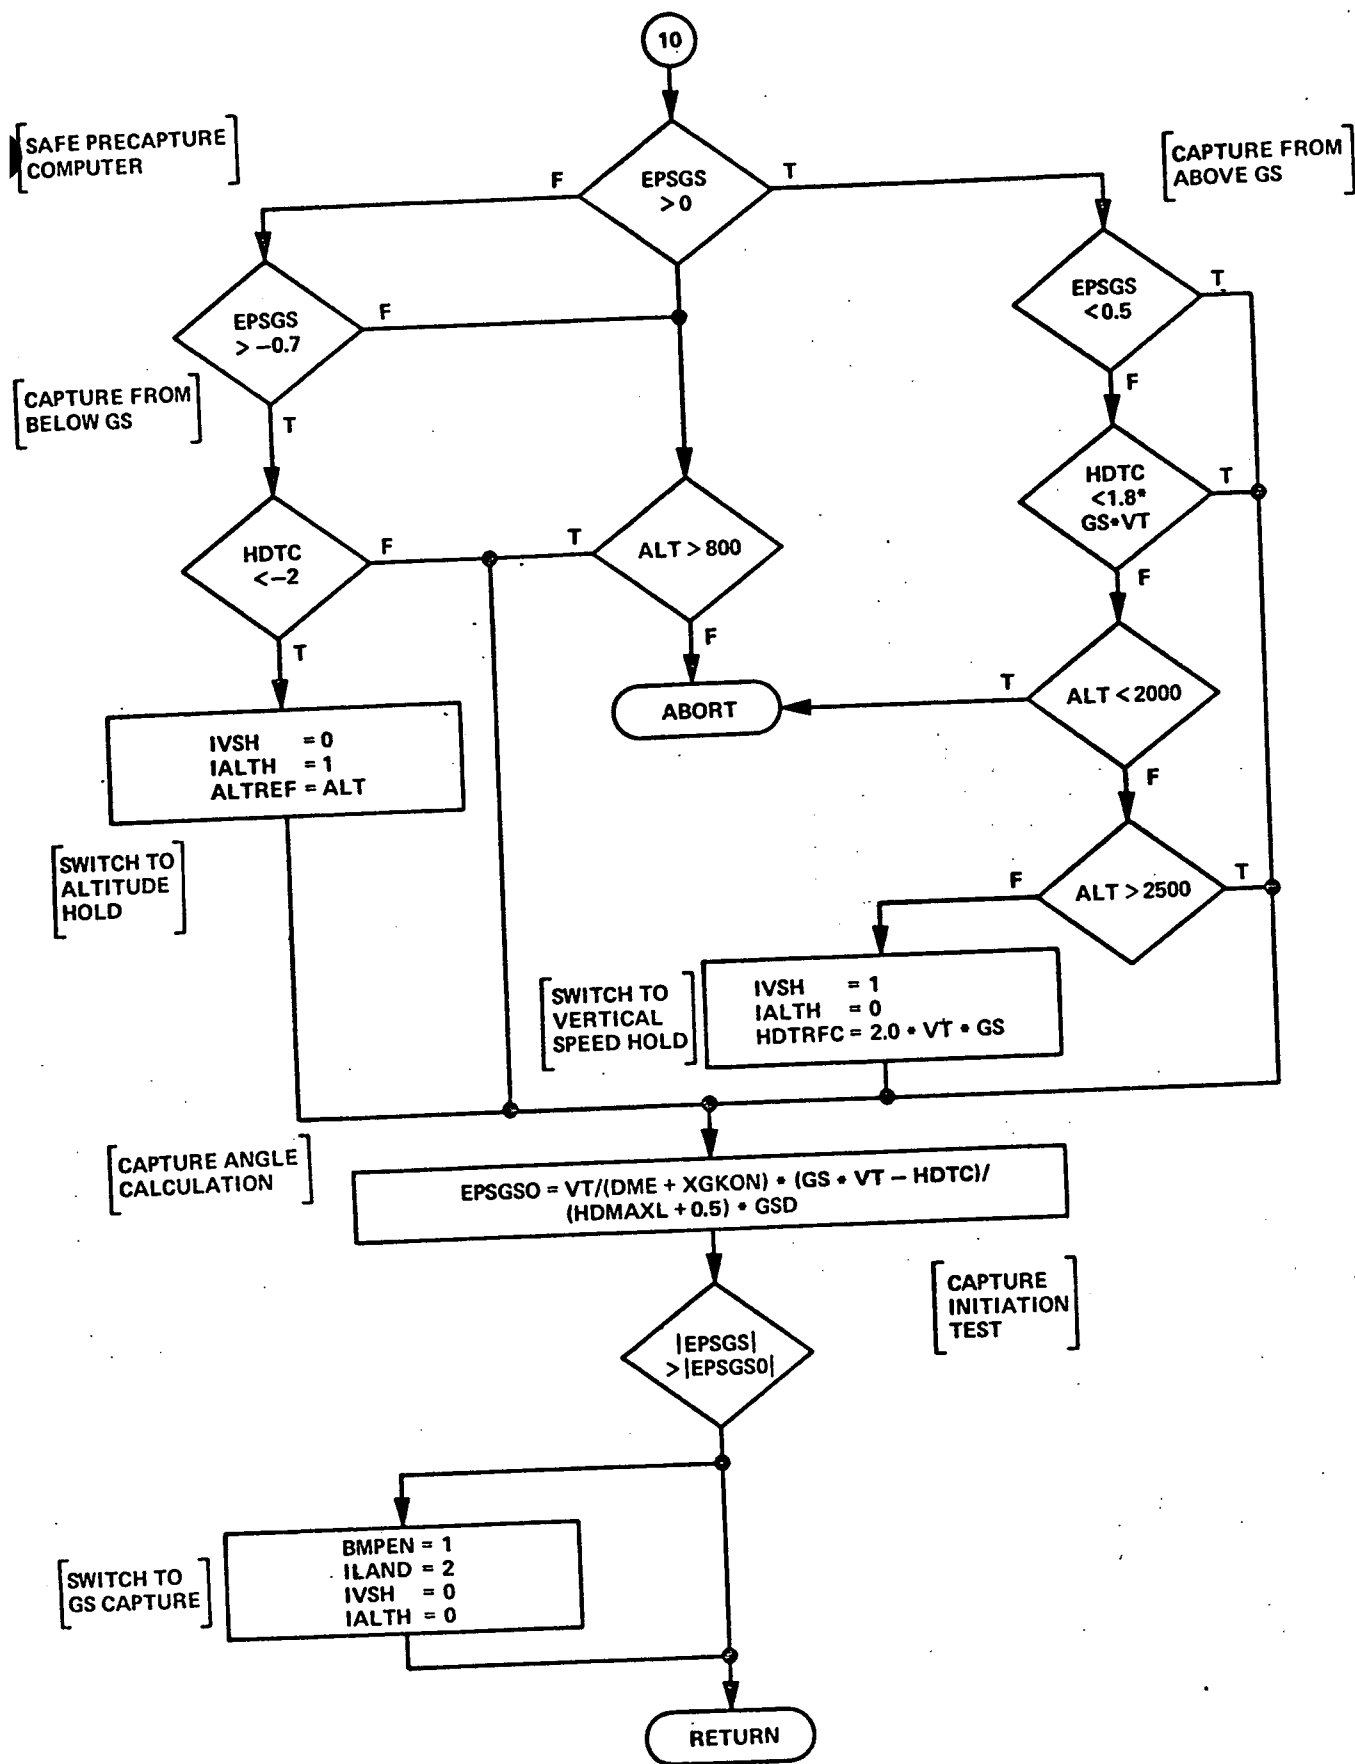 10
[SAFE PRECAPTURE
COMPUTER]
EPSGS
> 0
F
T
[CAPTURE FROM
ABOVE GS]
EPSGS
> −0.7
F
T
EPSGS
< 0.5
T
F
[CAPTURE FROM
BELOW GS]
HDTC
< −2
F
T
ALT > 800
T
F
HDTC
<1.8*
GS*VT
T
F
ABORT
ALT < 2000
T
F
IVSH = 0
IALTH = 1
ALTREF = ALT
[SWITCH TO
ALTITUDE
HOLD]
ALT > 2500
F
T
[SWITCH TO
VERTICAL
SPEED HOLD]
IVSH = 1
IALTH = 0
HDTRFC = 2.0 * VT * GS
[CAPTURE ANGLE
CALCULATION]
EPSGSO = VT/(DME + XGKON) * (GS * VT − HDTC)/
(HDMAXL + 0.5) * GSD
[CAPTURE
INITIATION
TEST]
|EPSGS|
> |EPSGS0|
[SWITCH TO
GS CAPTURE]
BMPEN = 1
ILAND = 2
IVSH = 0
IALTH = 0
RETURN